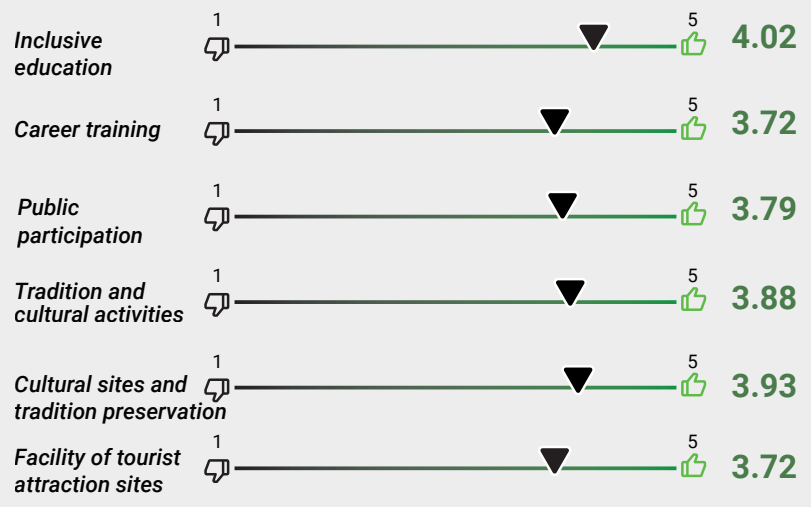 1 5
Inclusive 4.02
education
1 5
Career training 3.72
1 5
Public 3.79
participation
1 5
Tradition and 3.88
cultural activities
1 5
Cultural sites and 3.93
tradition preservation
1 5
Facility of tourist 3.72
attraction sites